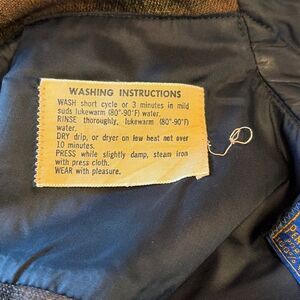 WASHING INSTRUCTIONS
WASH short cycle or 3 minutes in mild
suds lukewarm (80°-90°F) water.
RINSE thoroughly, lukewarm (80°-90°F)
water.
DRY drip, or dryer on low heat not over
10 minutes.
PRESS while slightly damp, steam iron
with press cloth.
WEAR with pleasure.